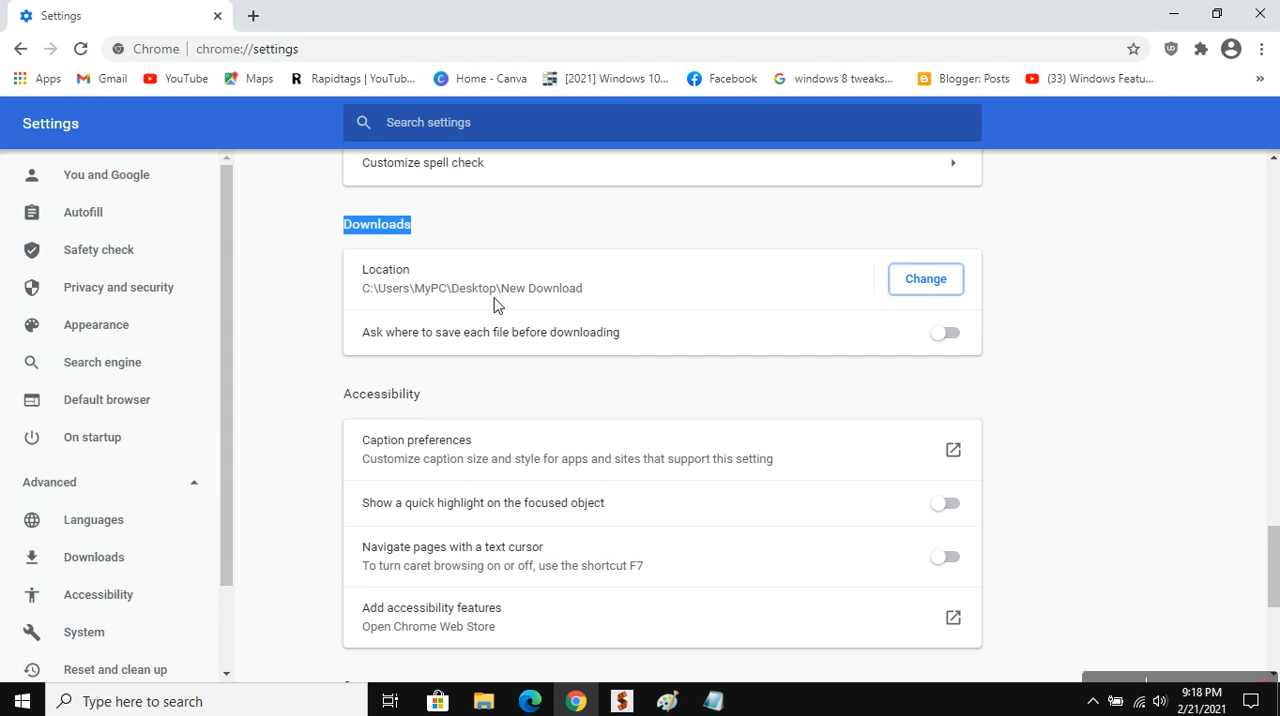 Settings
Chrome
chrome://settings
Apps
Gmail
YouTube
Maps
R
Rapidtags | YouTub...
Home - Canva
[2021] Windows 10...
Facebook
windows 8 tweaks...
Blogger: Posts
(33) Windows Featu...
»
Settings
Search settings
You and Google
Autofill
Safety check
Privacy and security
Appearance
Search engine
Default browser
On startup
Advanced
Languages
Downloads
Accessibility
System
Reset and clean up
Customize spell check
Downloads
Location
C:\Users\MyPC\Desktop\New Download
Change
Ask where to save each file before downloading
Accessibility
Caption preferences
Customize caption size and style for apps and sites that support this setting
Show a quick highlight on the focused object
Navigate pages with a text cursor
To turn caret browsing on or off, use the shortcut F7
Add accessibility features
Open Chrome Web Store
Type here to search
9:18 PM
2/21/2021